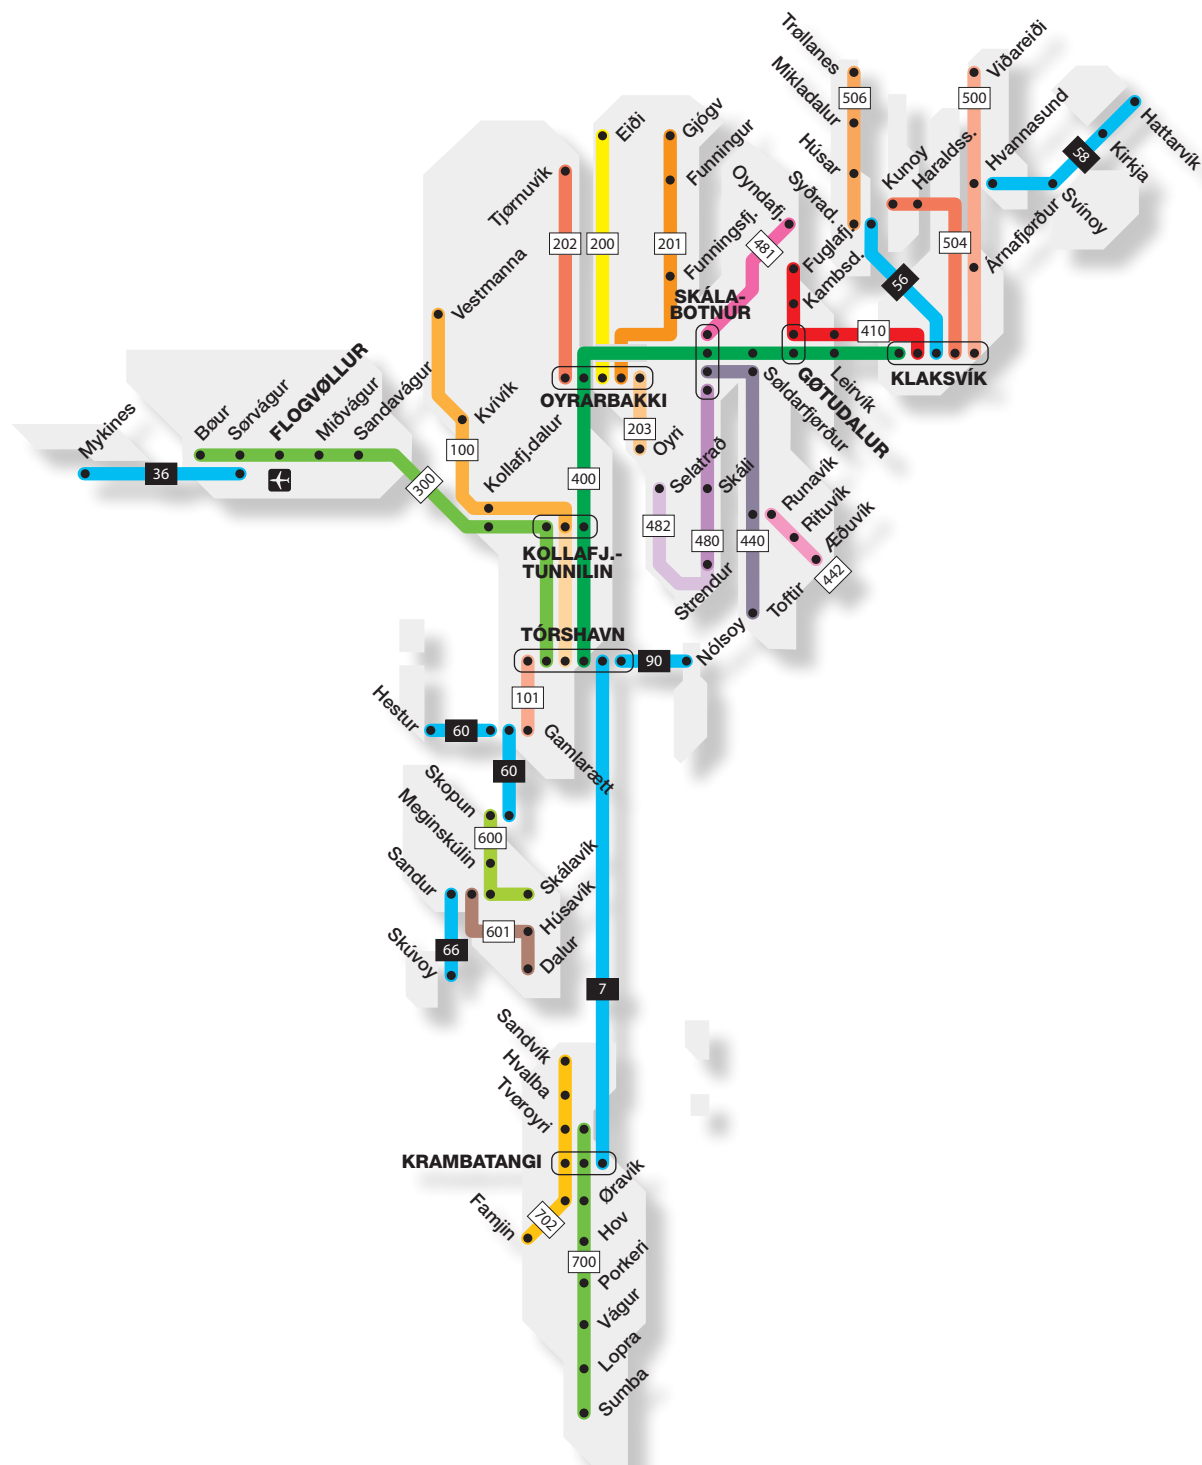 Trøllanes
Mikladalur
506
Húsar
Syðrad.
Kunoy
Haraldss.
Viðareiði
500
Hvannasund
Hattarvík
Kirkja
58
Svínoy
Árnafjørður
504
56
Eiði
Gjógv
Funningur
Tjørnuvík
202
200
201
Funningsfj.
Oyndafj.
481
Fuglafj.
Kambsd.
Vestmanna
SKÁLA-
BOTNUR
410
KLAKSVÍK
GØTUDALUR
Leirvík
Søldarfjørður
OYRARBAKKI
203
Oyri
Kvívík
100
Kollafj.dalur
400
Mykines
36
Bøur
Sørvágur
FLOGVØLLUR
Miðvágur
Sandavágur
300
Selatrað
Skáli
482
480
440
Runavík
Rituvík
Æðuvík
442
Strendur
Toftir
KOLLAFJ.-
TUNNILIN
TÓRSHAVN
90
Nólsoy
101
Gamlarætt
Hestur
60
60
Skopun
Meginskúlin
600
Skálavík
Sandur
Húsavík
601
Dalur
66
Skúvoy
7
Sandvík
Hvalba
Tvøroyri
KRAMBATANGI
Øravík
Famjin
702
Hov
700
Porkeri
Vágur
Lopra
Sumba